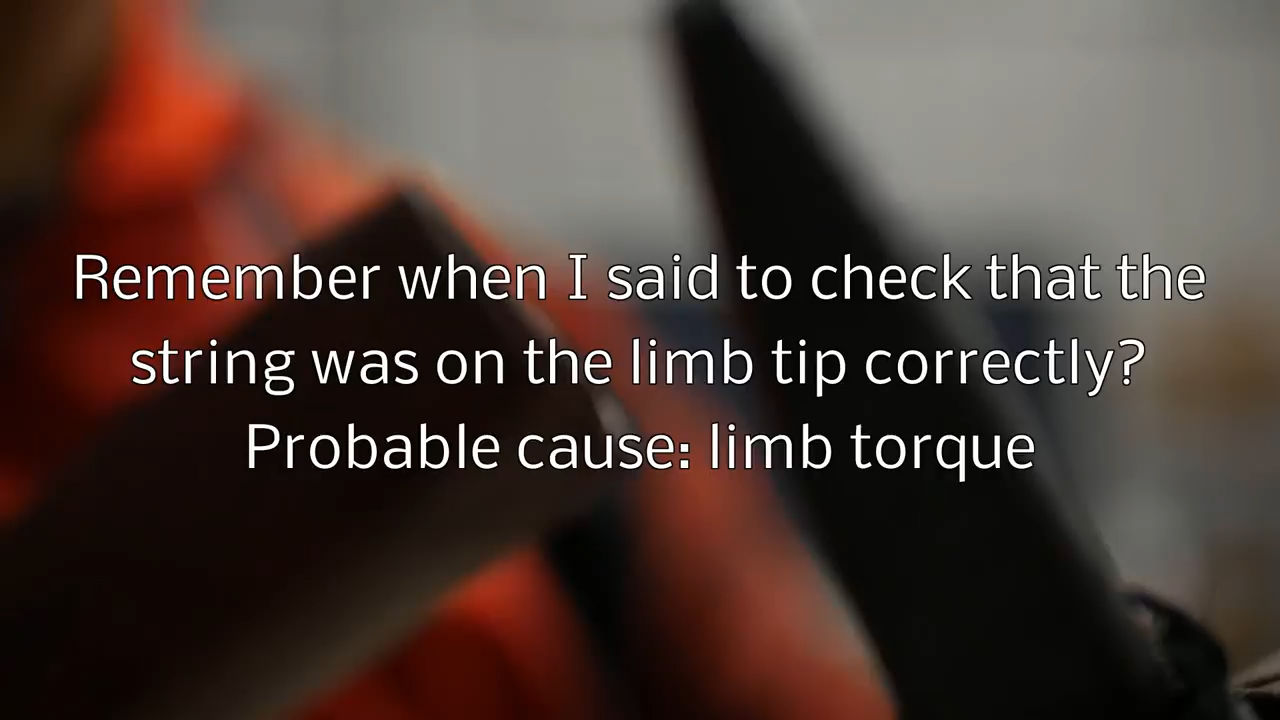 Remember when I said to check that the
string was on the limb tip correctly?
Probable cause: limb torque